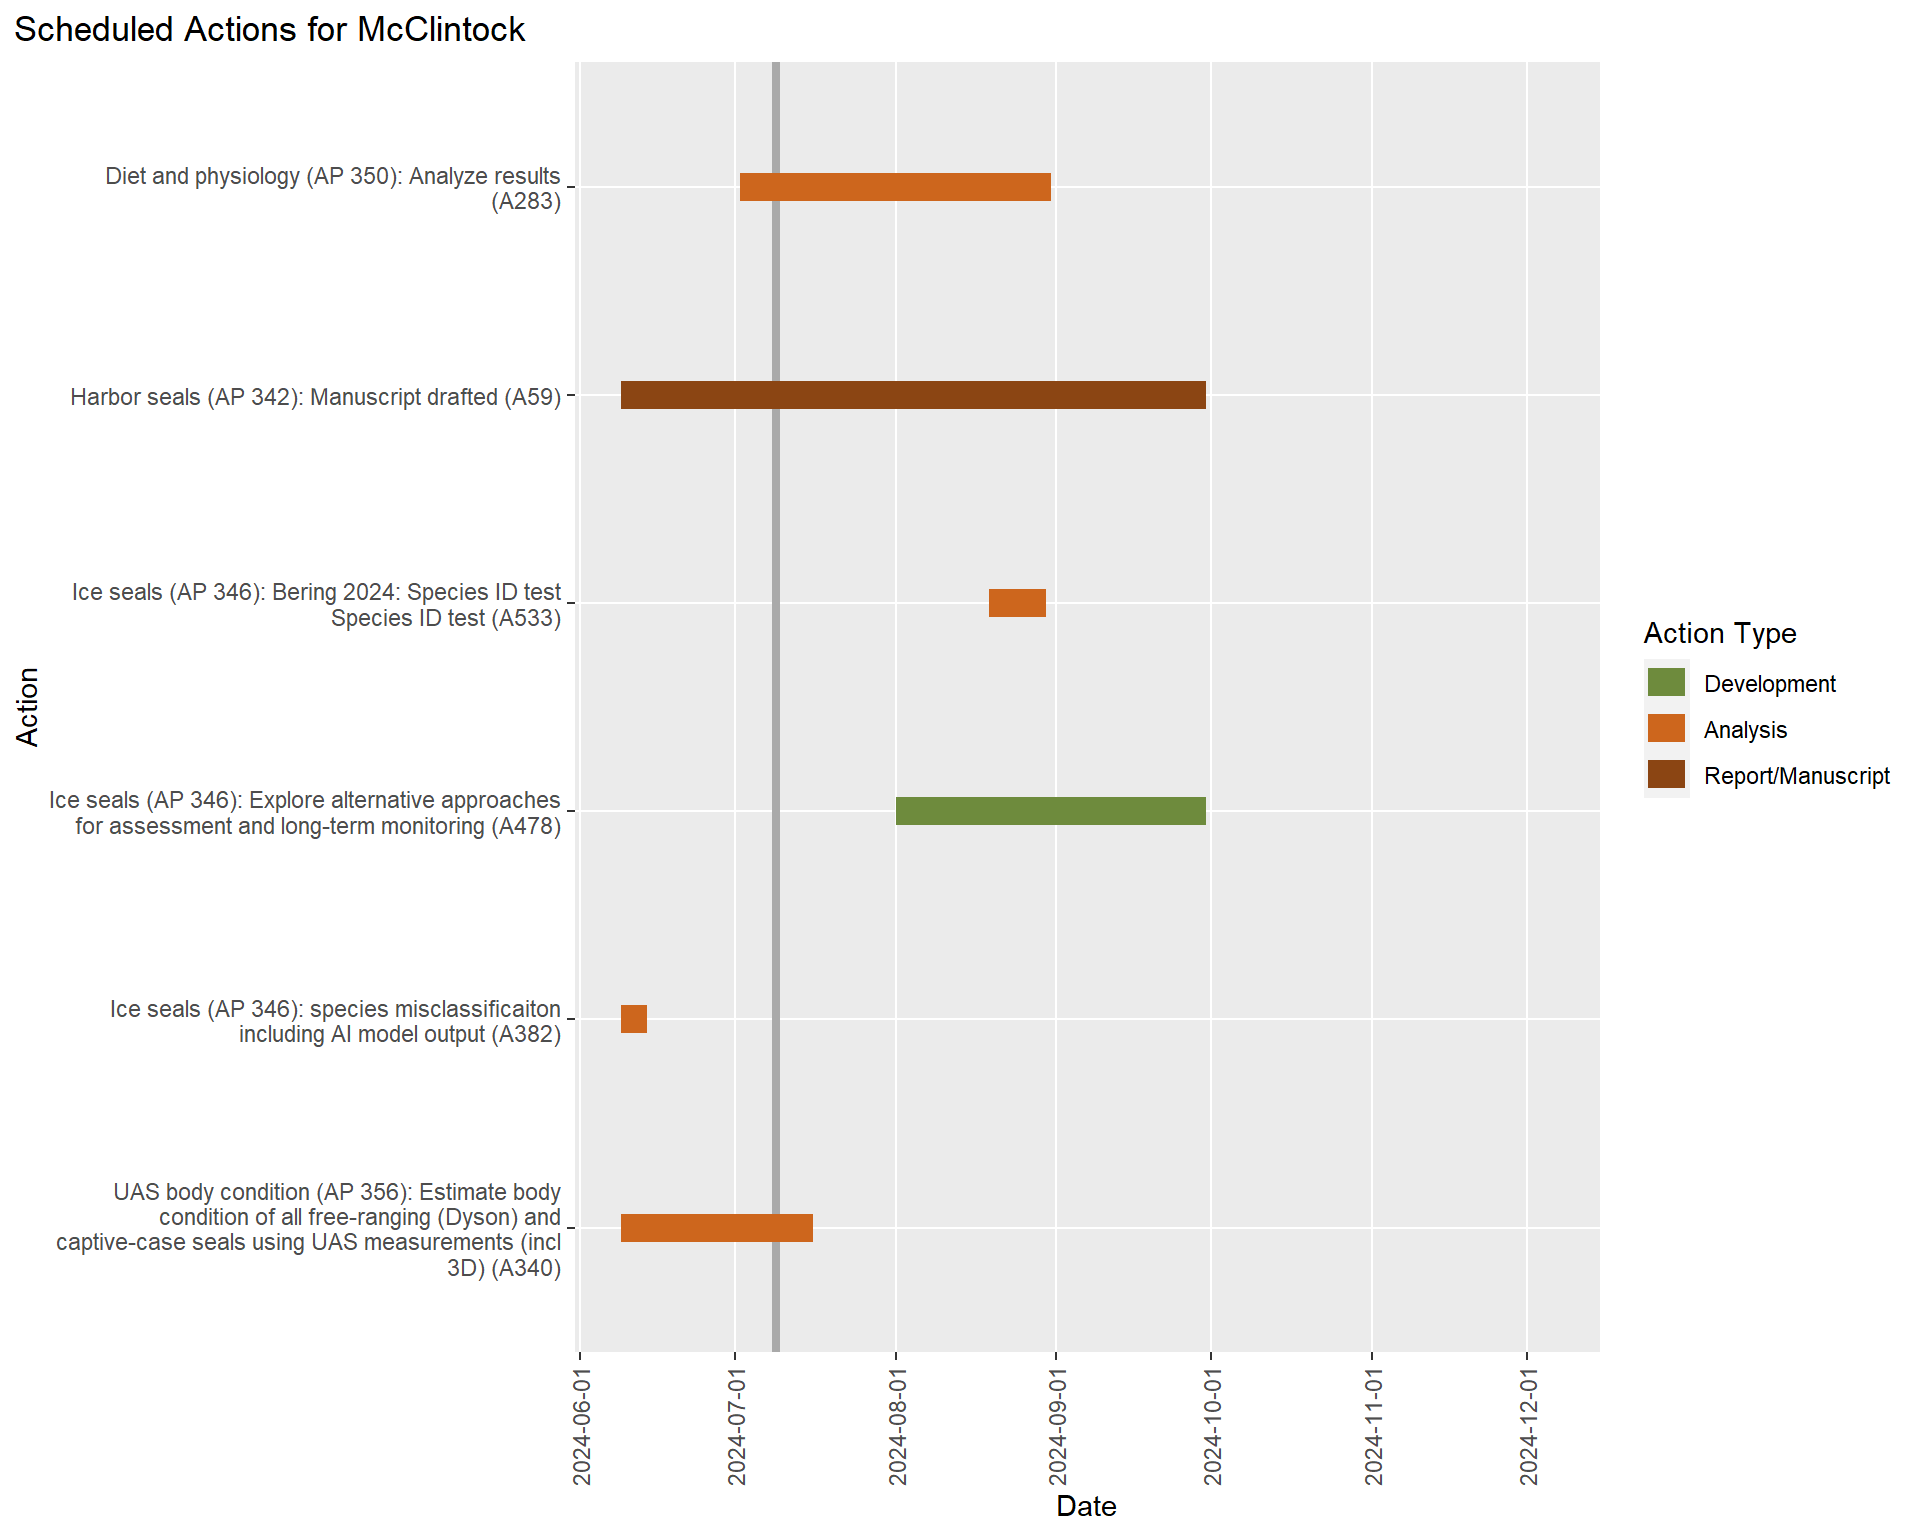 Scheduled Actions for McClintock
Diet and physiology (AP 350): Analyze results
(A283)
Harbor seals (AP 342): Manuscript drafted (A59)
Ice seals (AP 346): Bering 2024: Species ID test
Species ID test (A533)
Ice seals (AP 346): Explore alternative approaches
for assessment and long-term monitoring (A478)
Ice seals (AP 346): species misclassificaiton
including AI model output (A382)
UAS body condition (AP 356): Estimate body
condition of all free-ranging (Dyson) and
captive-case seals using UAS measurements (incl
3D) (A340)
Action
2024-06-01
2024-07-01
2024-08-01
2024-09-01
2024-10-01
2024-11-01
2024-12-01
Date
Action Type
Development
Analysis
Report/Manuscript